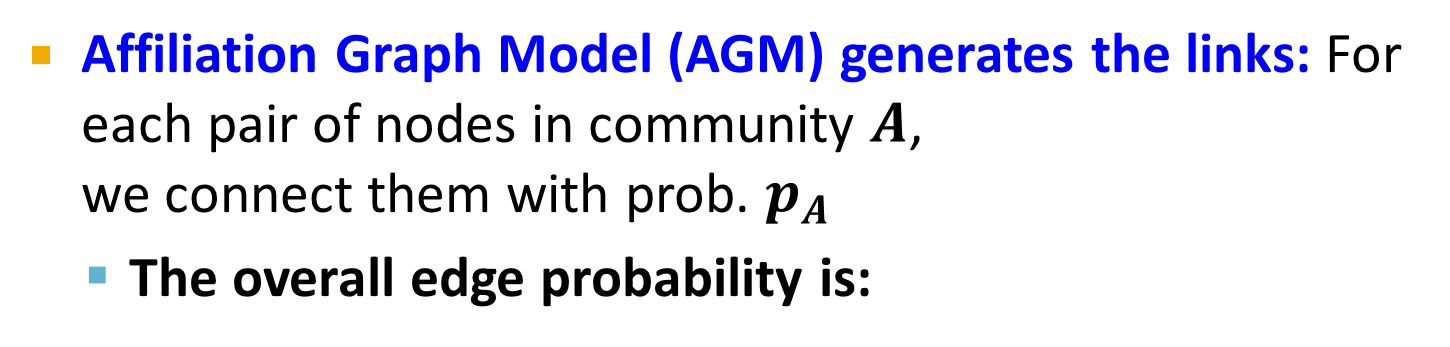 ▪ Affiliation Graph Model (AGM) generates the links: For
each pair of nodes in community A,
we connect them with prob. p_A
▪ The overall edge probability is: